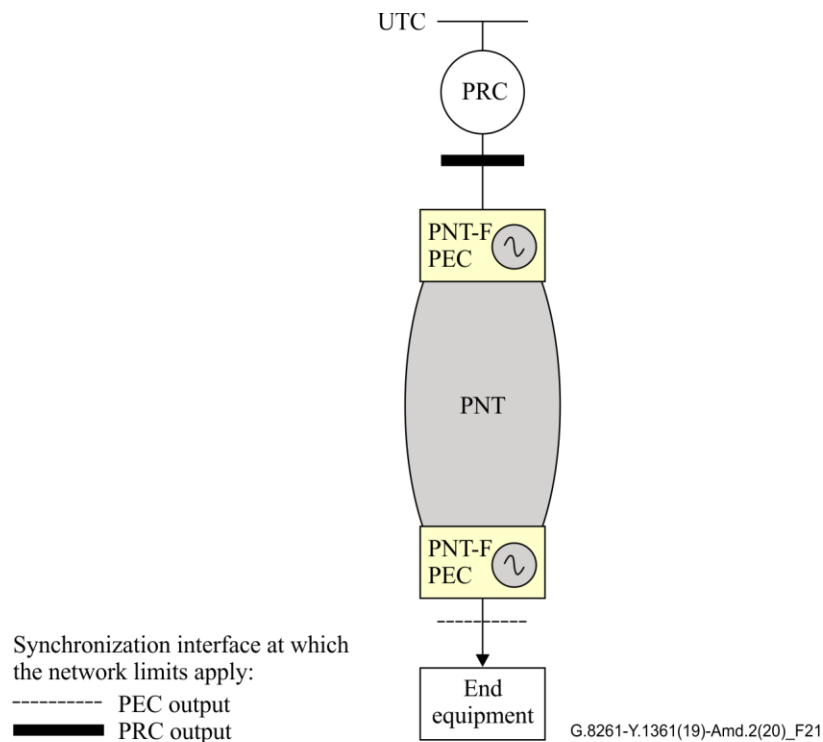 UTC
PRC
PNT-F
PEC
PNT
PNT-F
PEC
Synchronization interface at which
the network limits apply:
PEC output
PRC output
End
equipment
G.8261-Y.1361(19)-Amd.2(20)_F21